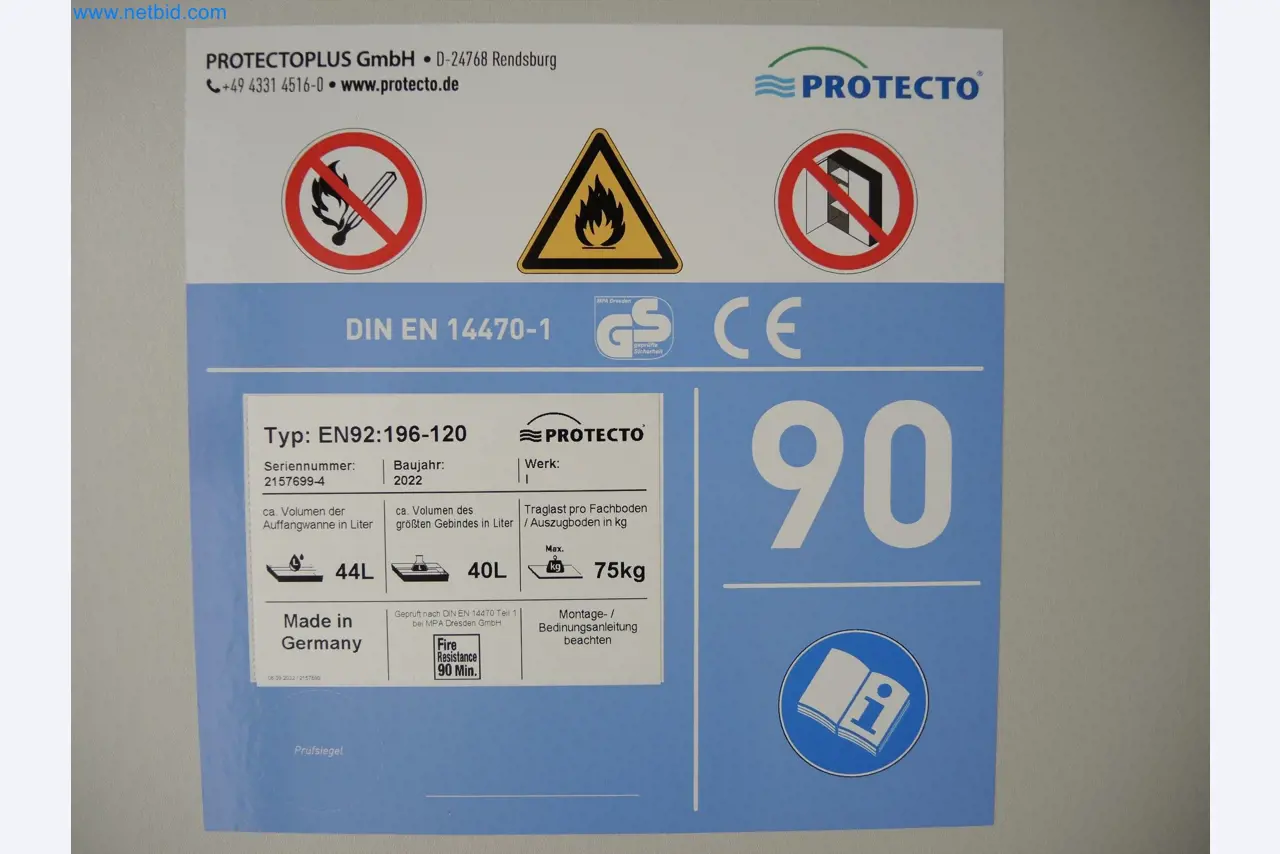 www.netbid.com
PROTECTOPLUS GmbH • D-24768 Rendsburg
+49 4331 4516-0 • www.protecto.de
PROTECTO®
DIN EN 14470-1
MPA Dresden
GS
geprüfte
Sicherheit
CE
Typ: EN92:196-120
PROTECTO®
Seriennummer:
2157699-4
Baujahr:
2022
Werk:
I
ca. Volumen der
Auffangwanne in Liter
44L
ca. Volumen des
größten Gebindes in Liter
L
40L
Traglast pro Fachboden
/ Auszugboden in kg
Max.
kg
75kg
Made in
Germany
Geprüft nach DIN EN 14470 Teil 1
bei MPA Dresden GmbH
Fire
Resistance
90 Min.
Montage- /
Bedinungsanleitung
beachten
90
i
Prüfsiegel